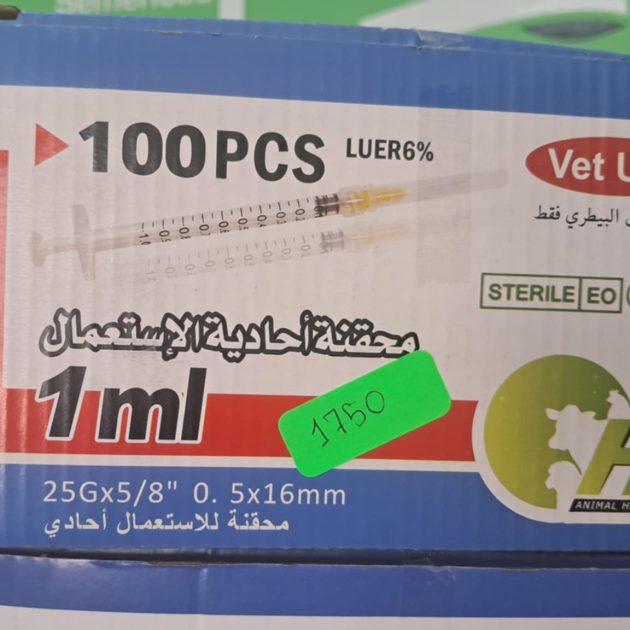 100PCS LUER6%
Vet U
البيطري فقط
STERILE EO
محقنة أحادية الإستعمال
1ml
1750
25Gx5/8" 0. 5x16mm
محقنة للاستعمال أحادي
ANIMAL H